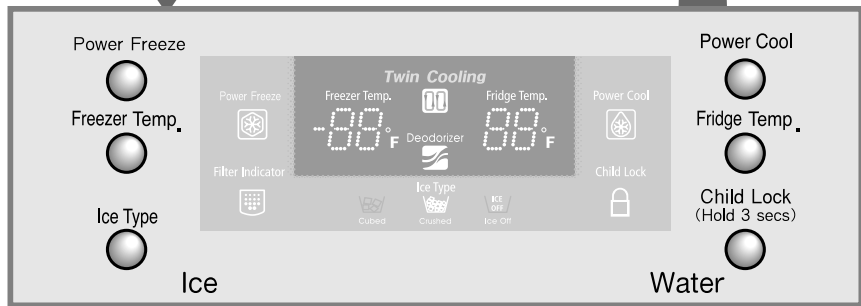 Power Freeze
Freezer Temp.
Ice Type
Ice
Twin Cooling
Power Freeze
Freezer Temp.
-88°F
Deodorizer
Fridge Temp.
88°F
Power Cool
Filter Indicator
Ice Type
Cubed
Crushed
ICE
OFF
Ice Off
Child Lock
Power Cool
Fridge Temp.
Child Lock
(Hold 3 secs)
Water